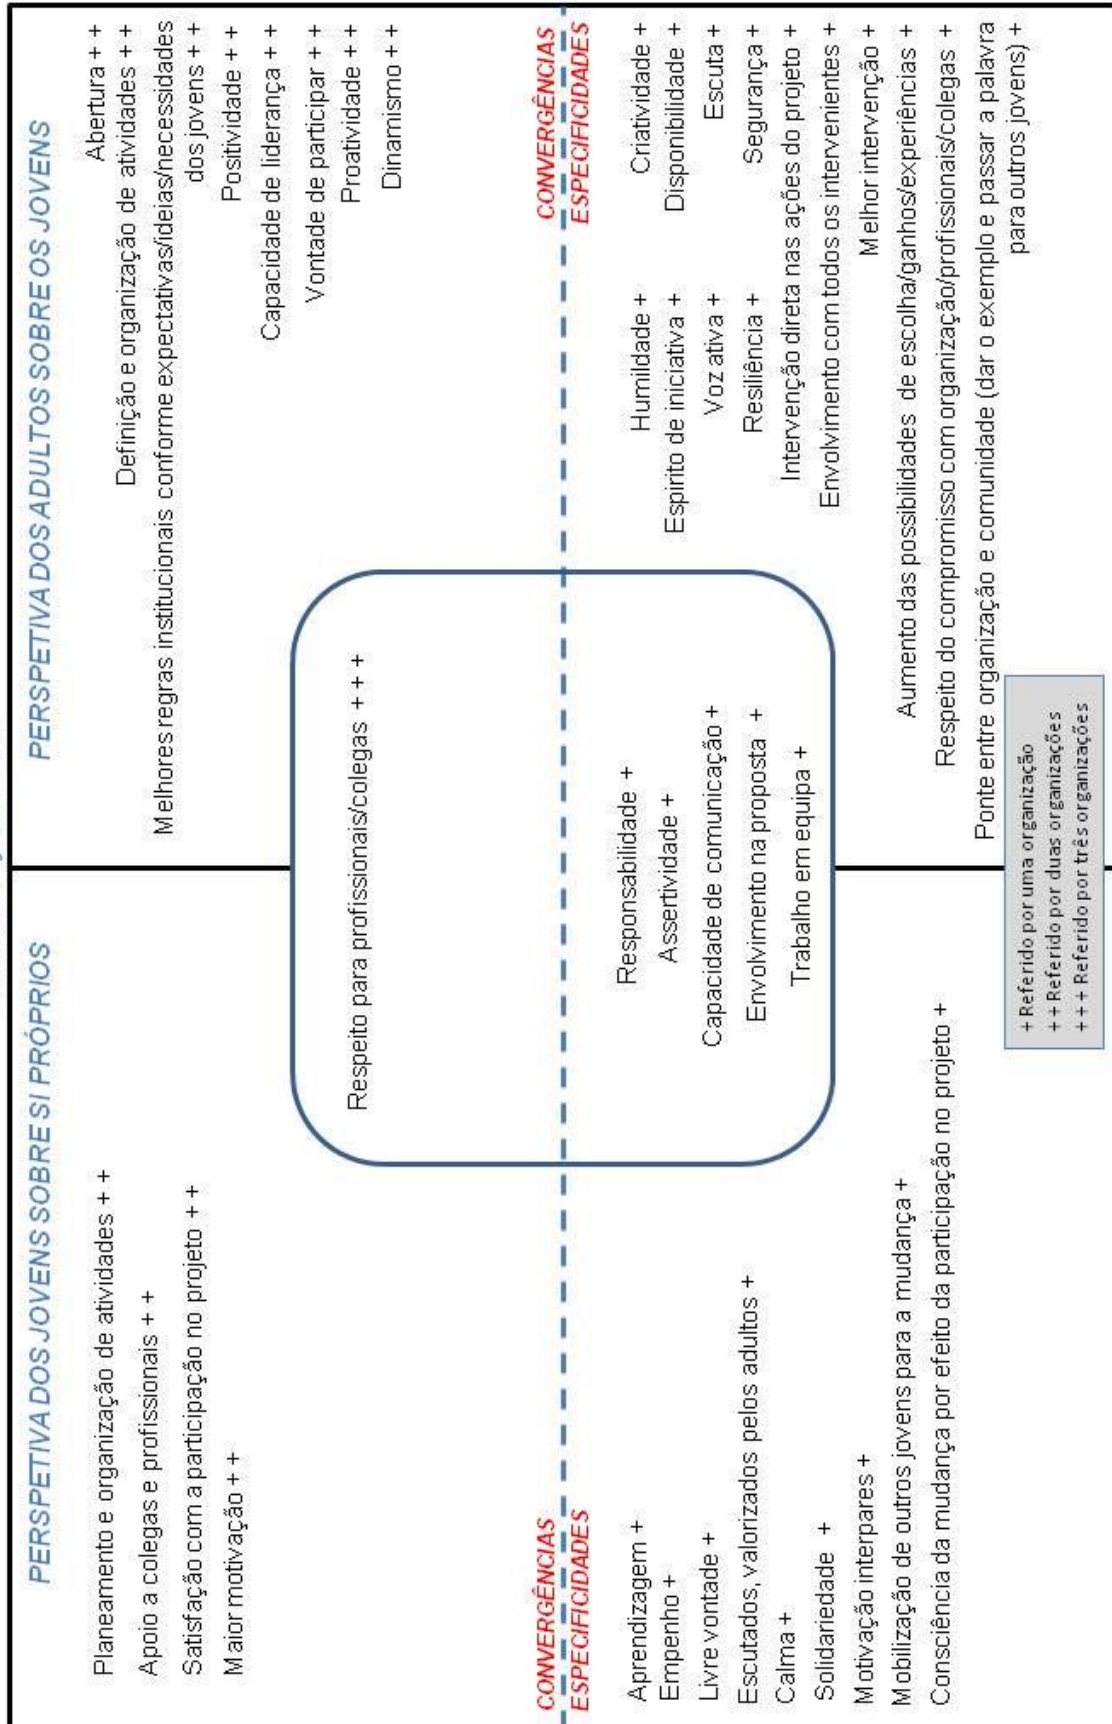 PERSPETIVA DOS JOVENS SOBRE SI PRÓPRIOS
Planeamento e organização de atividades + +
Apoio a colegas e profissionais + +
Satisfação com a participação no projeto + +
Maior motivação + +
CONVERGÊNCIAS
ESPECIFICIDADES
Aprendizagem +
Empenho +
Livre vontade +
Escutados, valorizados pelos adultos +
Calma +
Solidariedade +
Motivação interpares +
Mobilização de outros jovens para a mudança +
Consciência da mudança por efeito da participação no projeto +
Respeito para profissionais/colegas + + +
Responsabilidade +
Assertividade +
Capacidade de comunicação +
Envolvimento na proposta +
Trabalho em equipa +
PERSPETIVA DOS ADULTOS SOBRE OS JOVENS
Abertura + +
Definição e organização de atividades + +
Melhores regras institucionais conforme expectativas/ideias/necessidades
dos jovens + +
Positividade + +
Capacidade de liderança + +
Vontade de participar + +
Proatividade + +
Dinamismo + +
CONVERGÊNCIAS
ESPECIFICIDADES
Humildade + Criatividade +
Espirito de iniciativa + Disponibilidade +
Voz ativa + Escuta +
Resiliência + Segurança +
Intervenção direta nas ações do projeto +
Envolvimento com todos os intervenientes +
Melhor intervenção +
Aumento das possibilidades de escolha/ganhos/experiências +
Respeito do compromisso com organização/profissionais/colegas +
Ponte entre organização e comunidade (dar o exemplo e passar a palavra
para outros jovens) +
+ Referido por uma organização
+ + Referido por duas organizações
+ + + Referido por três organizações